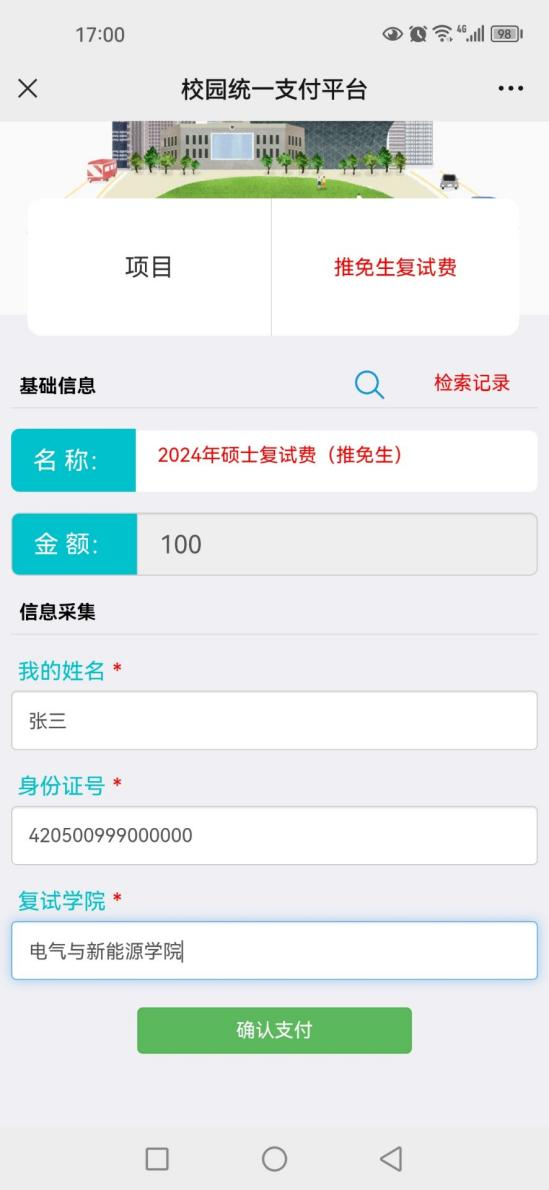 17:00
4G
98
校园统一支付平台
项目
推免生复试费
基础信息
检索记录
名 称:
2024年硕士复试费（推免生）
金 额:
100
信息采集
我的姓名 *
张三
身份证号 *
420500999000000
复试学院 *
电气与新能源学院
确认支付